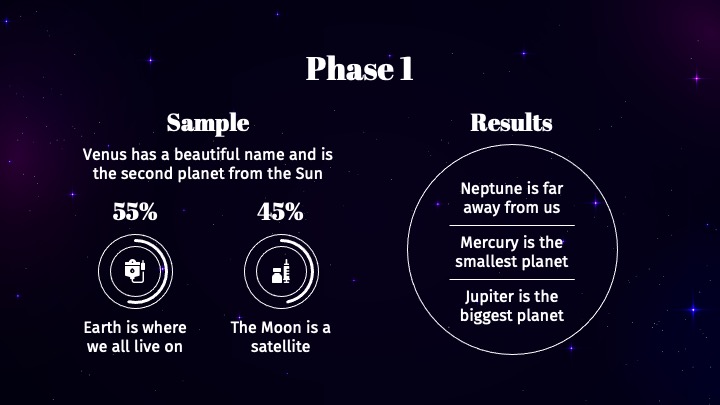 Phase 1
Sample
Venus has a beautiful name and is
the second planet from the Sun
55%
45%
Earth is where
we all live on
The Moon is a
satellite
Results
Neptune is far
away from us
Mercury is the
smallest planet
Jupiter is the
biggest planet